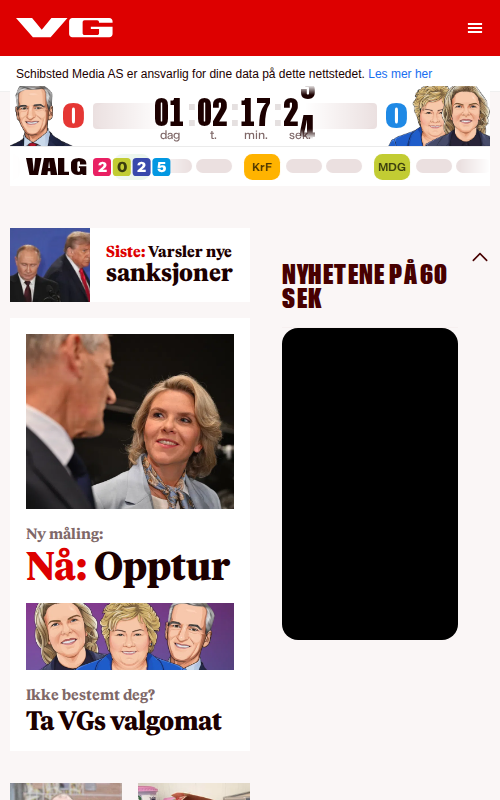 VG
Schibsted Media AS er ansvarlig for dine data på dette nettstedet. Les mer her
0
01 : 02 : 17 :
0
dag t. min. sek.
VALG 2025
KrF
MDG
Siste: Varsler nye
sanksjoner
NYHETENE PÅ 60
SEK
Ny måling:
Nå: Opptur
Ikke bestemt deg?
Ta VGs valgomat